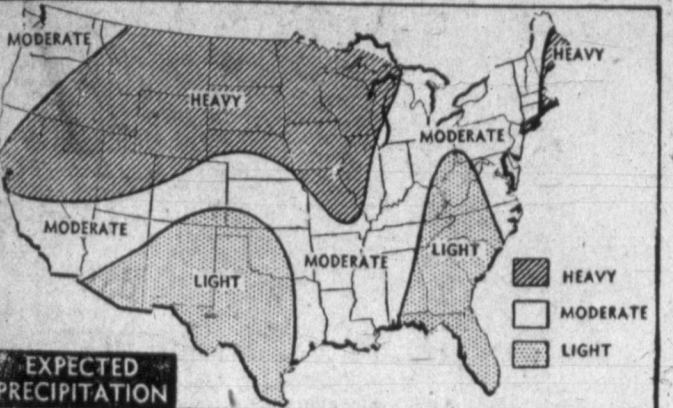 MODERATE
HEAVY
HEAVY
MODERATE
MODERATE
LIGHT
MODERATE
LIGHT
HEAVY
MODERATE
LIGHT
EXPECTED
PRECIPITATION